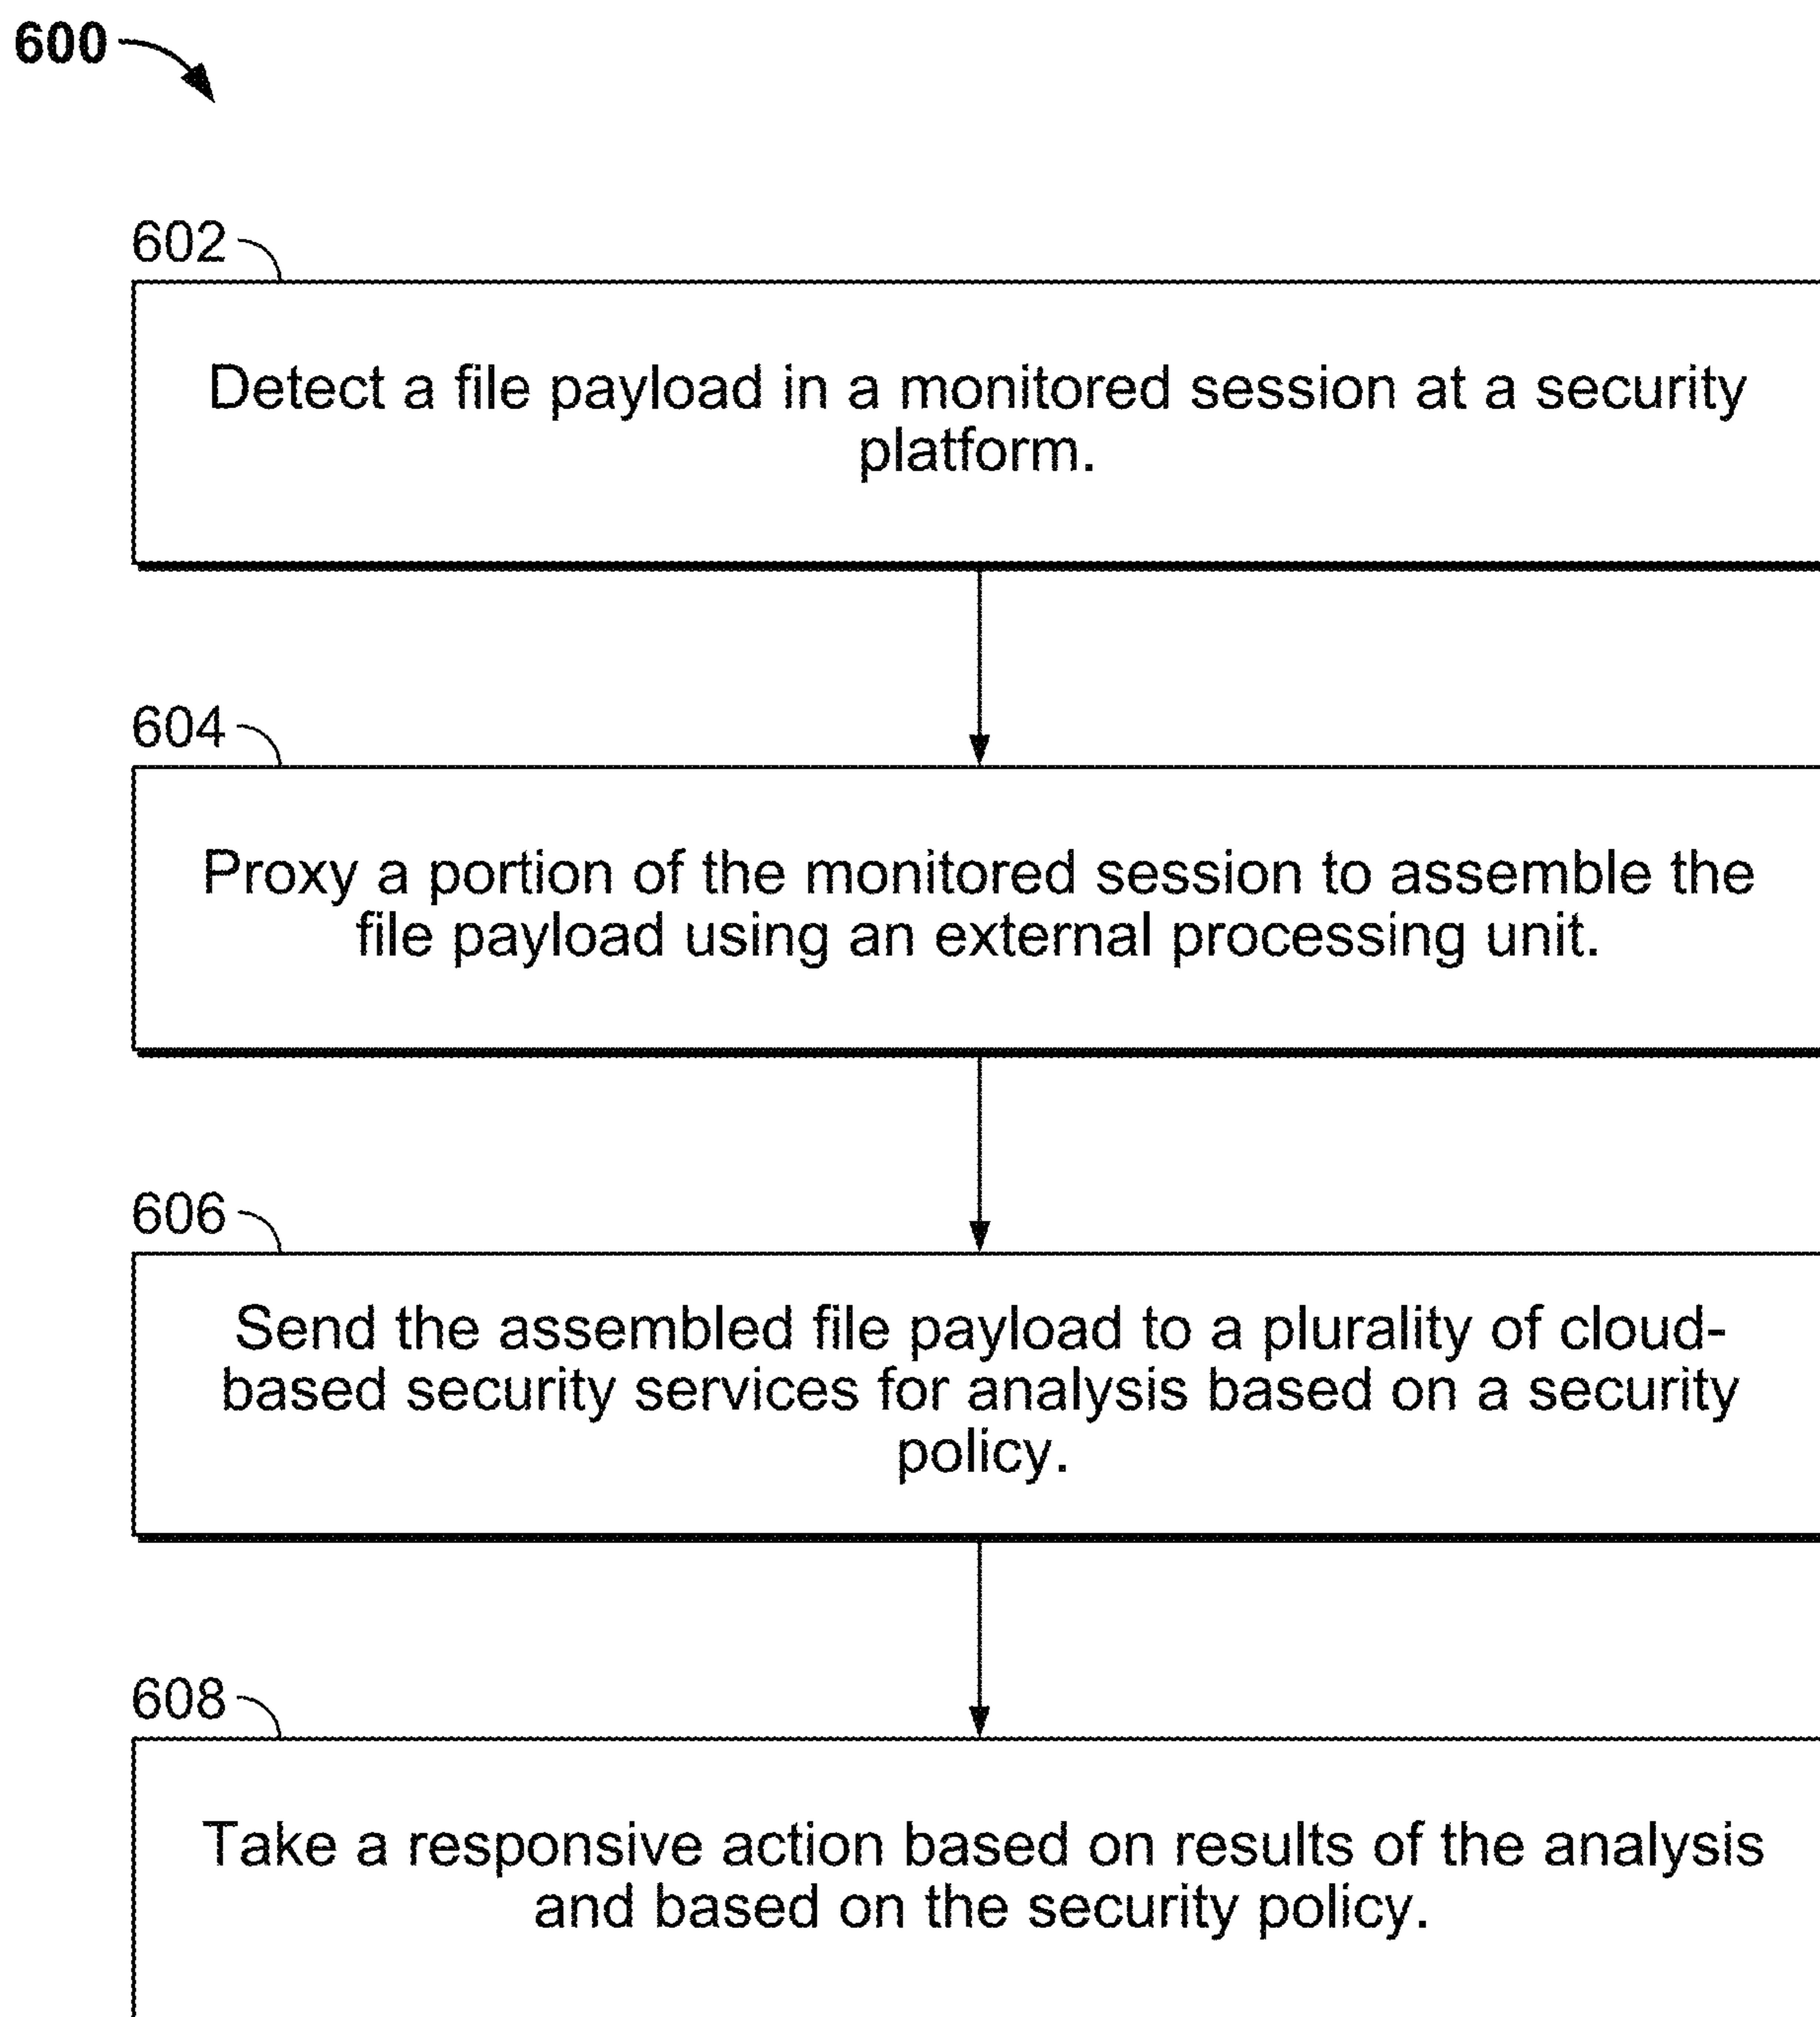 600
602
Detect a file payload in a monitored session at a security
platform.
604
Proxy a portion of the monitored session to assemble the
file payload using an external processing unit.
606
Send the assembled file payload to a plurality of cloud-
based security services for analysis based on a security
policy.
608
Take a responsive action based on results of the analysis
and based on the security policy.